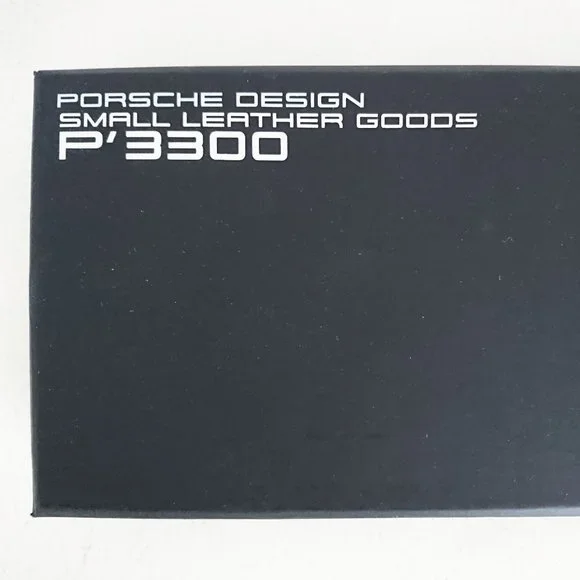 PORSCHE DESIGN
SMALL LEATHER GOODS
P'3300